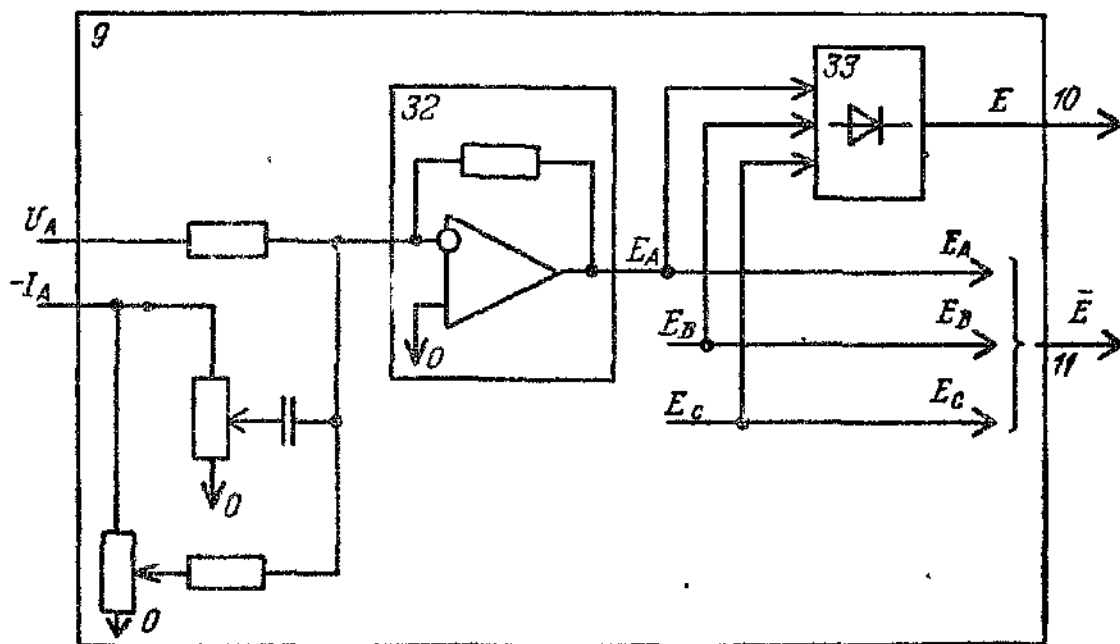 9
33
E 10
32
U_A
E_A E_A
-I_A
E_B E_B Ē
0 11
E_C E_C
0
0